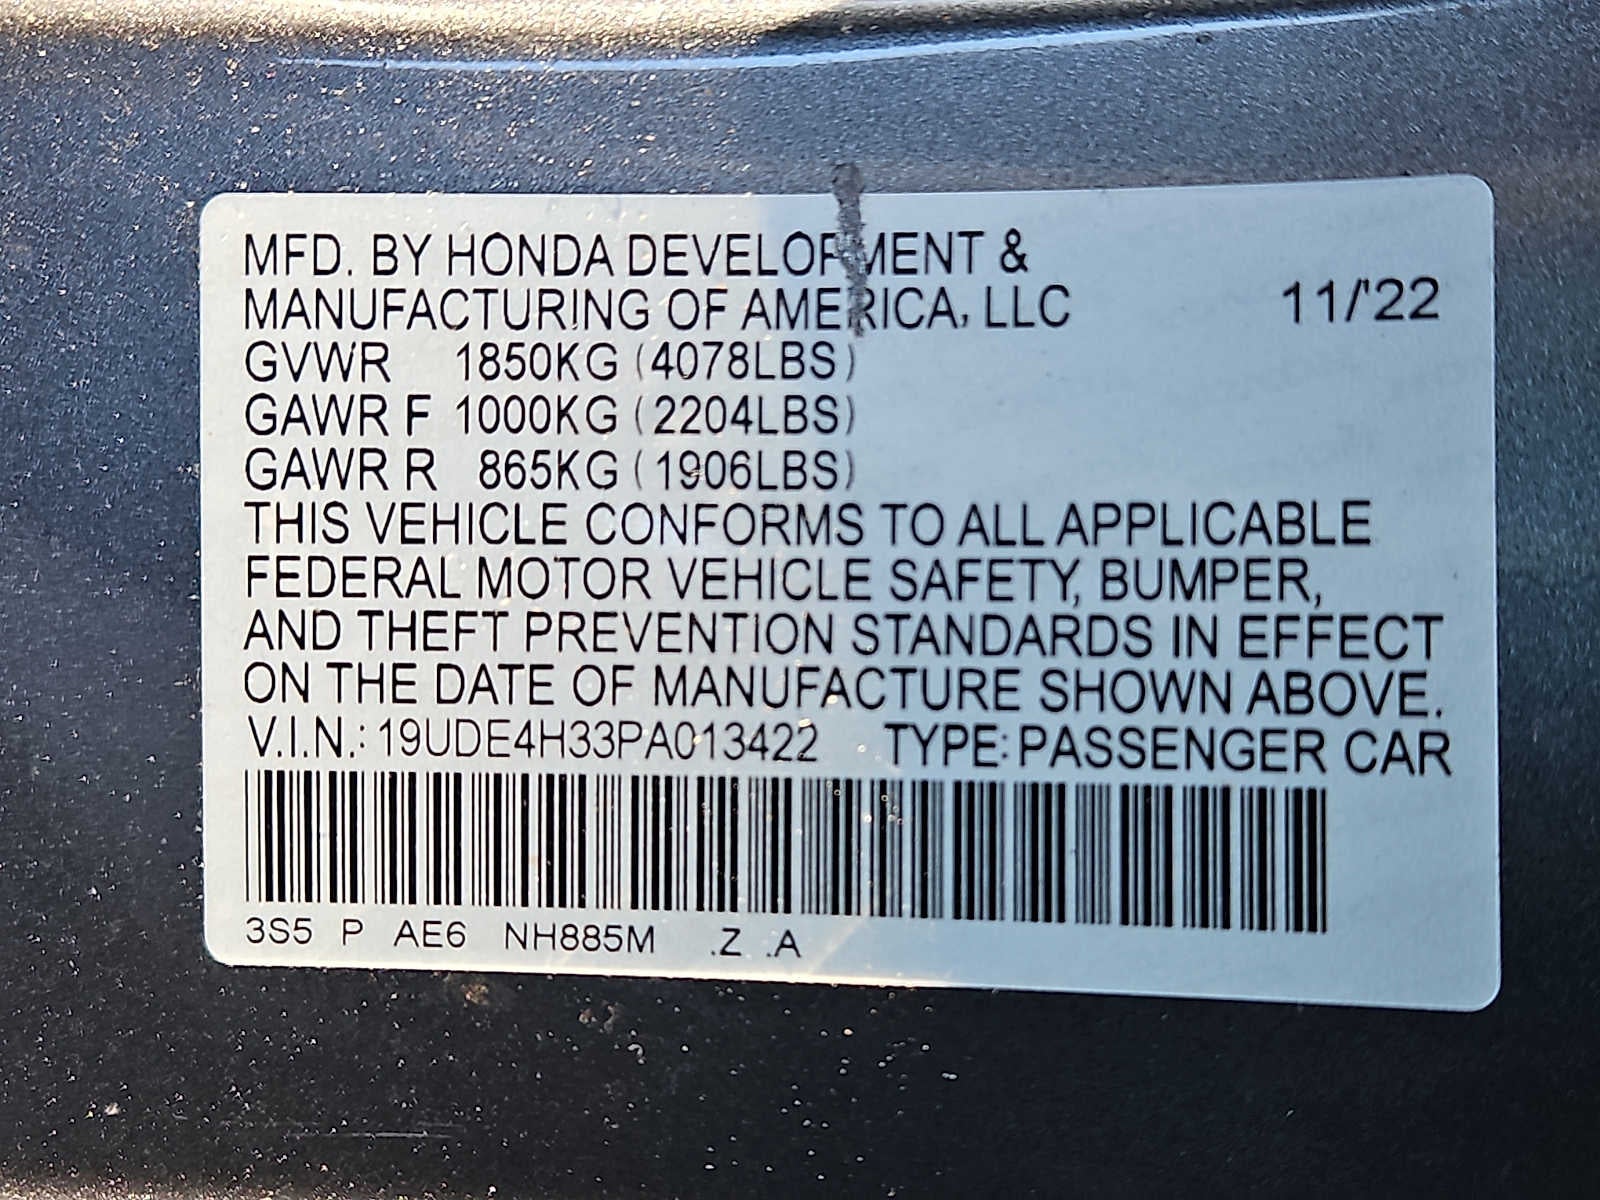 MFD. BY HONDA DEVELOPMENT &
MANUFACTURING OF AMERICA, LLC 11/'22
GVWR 1850KG (4078LBS)
GAWR F 1000KG (2204LBS)
GAWR R 865KG (1906LBS)
THIS VEHICLE CONFORMS TO ALL APPLICABLE
FEDERAL MOTOR VEHICLE SAFETY, BUMPER,
AND THEFT PREVENTION STANDARDS IN EFFECT
ON THE DATE OF MANUFACTURE SHOWN ABOVE.
V.I.N.: 19UDE4H33PA013422 TYPE: PASSENGER CAR
3S5 P AE6 NH885M .Z .A